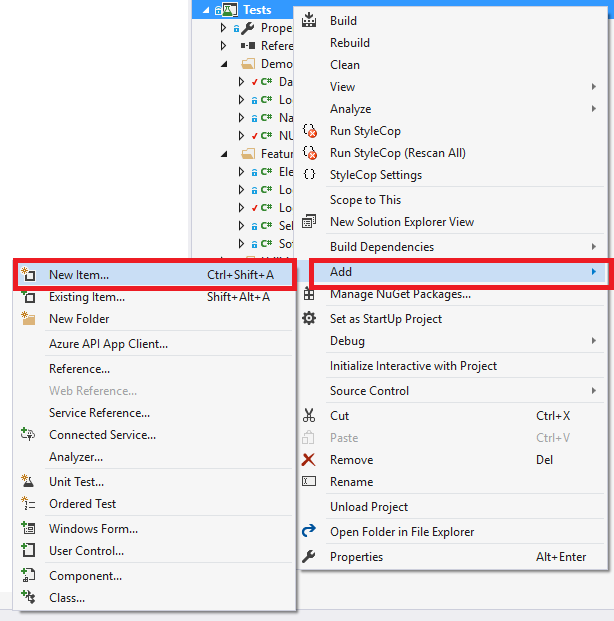 Tests
Prope
Refere
Demo
Da
Lo
Na
NU
Featur
Ele
Lo
Lo
Sel
So
Build
Rebuild
Clean
View
Analyze
Run StyleCop
Run StyleCop (Rescan All)
StyleCop Settings
Scope to This
New Solution Explorer View
Build Dependencies
Add
Manage NuGet Packages...
Set as StartUp Project
Debug
Initialize Interactive with Project
Source Control
Cut Ctrl+X
Paste Ctrl+V
Remove Del
Rename
Unload Project
Open Folder in File Explorer
Properties Alt+Enter
New Item... Ctrl+Shift+A
Existing Item... Shift+Alt+A
New Folder
Azure API App Client...
Reference...
Web Reference...
Service Reference...
Connected Service...
Analyzer...
Unit Test...
Ordered Test
Windows Form...
User Control...
Component...
Class...